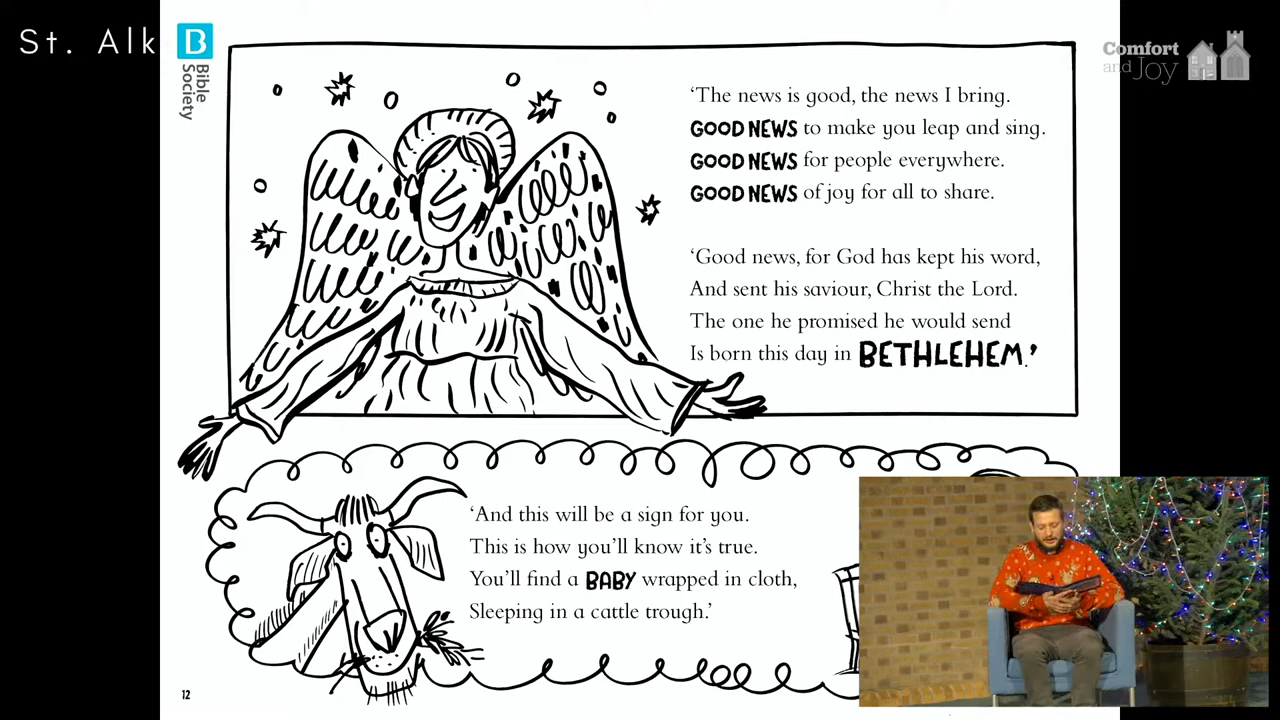 St. Alk
B
Bible
Society
Comfort
and Joy
‘The news is good, the news I bring.
GOOD NEWS to make you leap and sing.
GOOD NEWS for people everywhere.
GOOD NEWS of joy for all to share.
‘Good news, for God has kept his word,
And sent his saviour, Christ the Lord.
The one he promised he would send
Is born this day in BETHLEHEM.’
‘And this will be a sign for you.
This is how you’ll know it’s true.
You’ll find a BABY wrapped in cloth,
Sleeping in a cattle trough.’
12